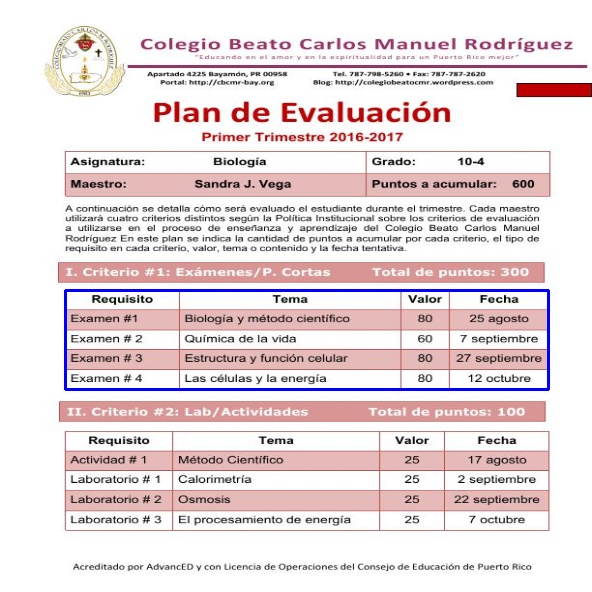 Colegio Beato Carlos Manuel Rodríguez
"Educando en el amor y en la espiritualidad para un Puerto Rico mejor"
Apartado 4225 Bayamón, PR 00958 Tel. 787-798-5260 • Fax: 787-787-2620
Portal: http://cbcmr-bay.org Blog: http://colegiobeatocmr.wordpress.com
Plan de Evaluación
Primer Trimestre 2016-2017
Asignatura: Biología Grado: 10-4
Maestro: Sandra J. Vega Puntos a acumular: 600
A continuación se detalla cómo será evaluado el estudiante durante el trimestre. Cada maestro
utilizará cuatro criterios distintos según la Política Institucional sobre los criterios de evaluación
a utilizarse en el proceso de enseñanza y aprendizaje del Colegio Beato Carlos Manuel
Rodríguez En este plan se indica la cantidad de puntos a acumular por cada criterio, el tipo de
requisito en cada criterio, valor, tema o contenido y la fecha tentativa.
I. Criterio #1: Exámenes/P. Cortas Total de puntos: 300
Requisito Tema Valor Fecha
Examen #1 Biología y método científico 80 25 agosto
Examen # 2 Química de la vida 60 7 septiembre
Examen # 3 Estructura y función celular 80 27 septiembre
Examen # 4 Las células y la energía 80 12 octubre
II. Criterio #2: Lab/Actividades Total de puntos: 100
Requisito Tema Valor Fecha
Actividad # 1 Método Científico 25 17 agosto
Laboratorio # 1 Calorimetría 25 2 septiembre
Laboratorio # 2 Osmosis 25 22 septiembre
Laboratorio # 3 El procesamiento de energía 25 7 octubre
Acreditado por AdvancED y con Licencia de Operaciones del Consejo de Educación de Puerto Rico